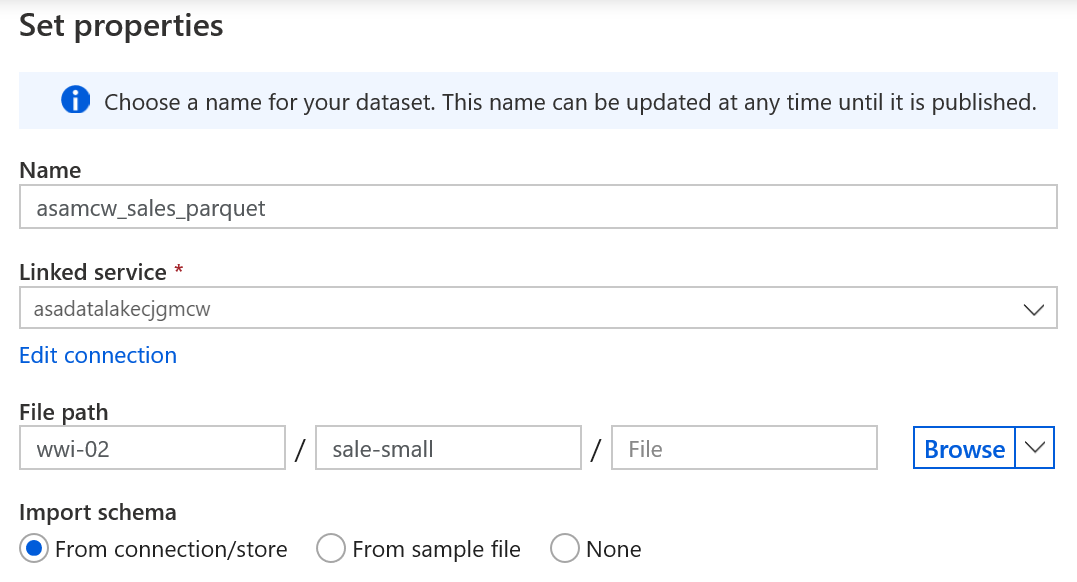 Set properties
Choose a name for your dataset. This name can be updated at any time until it is published.
Name
asamcw_sales_parquet
Linked service *
asadatalakecjgmcw
Edit connection
File path
wwi-02 / sale-small / File Browse
Import schema
From connection/store From sample file None